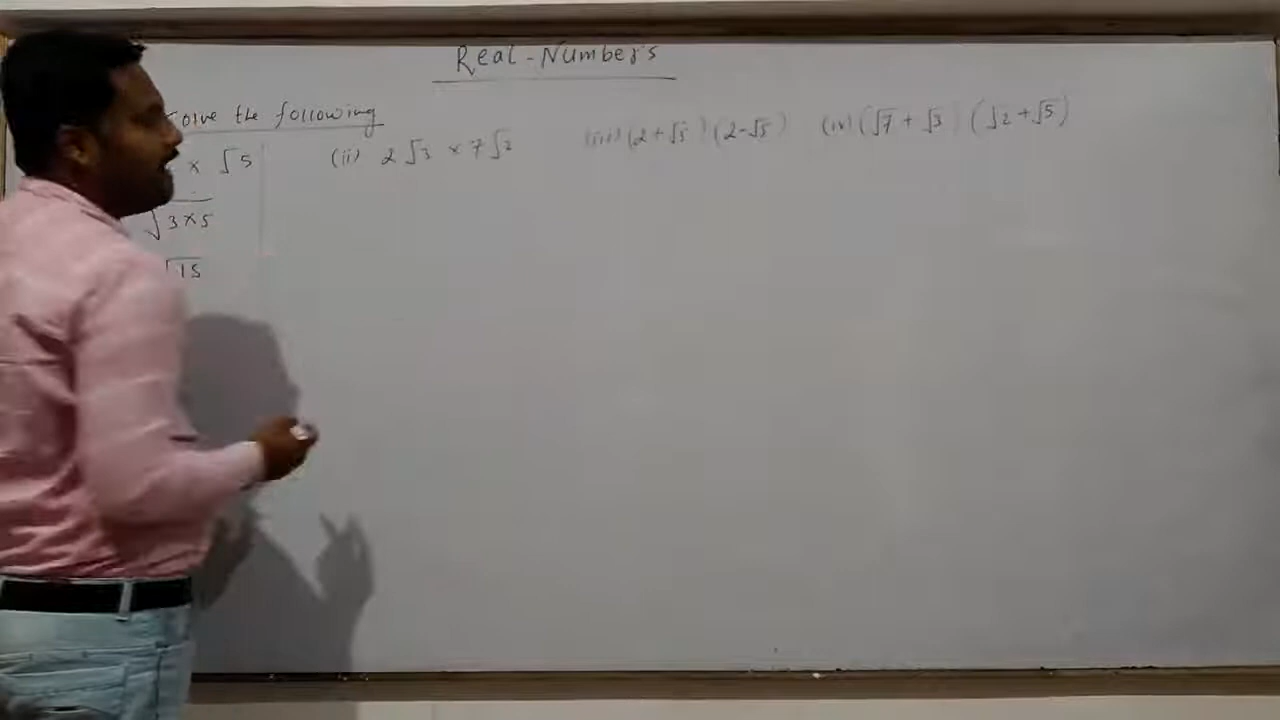 Real - Numbers
olve the following
× √5
√3×5
√15
(ii) 2√3 × 7√2
(iii) (2+√5)(2-√5)
(iv) (√7 + √3)(√2 + √5)